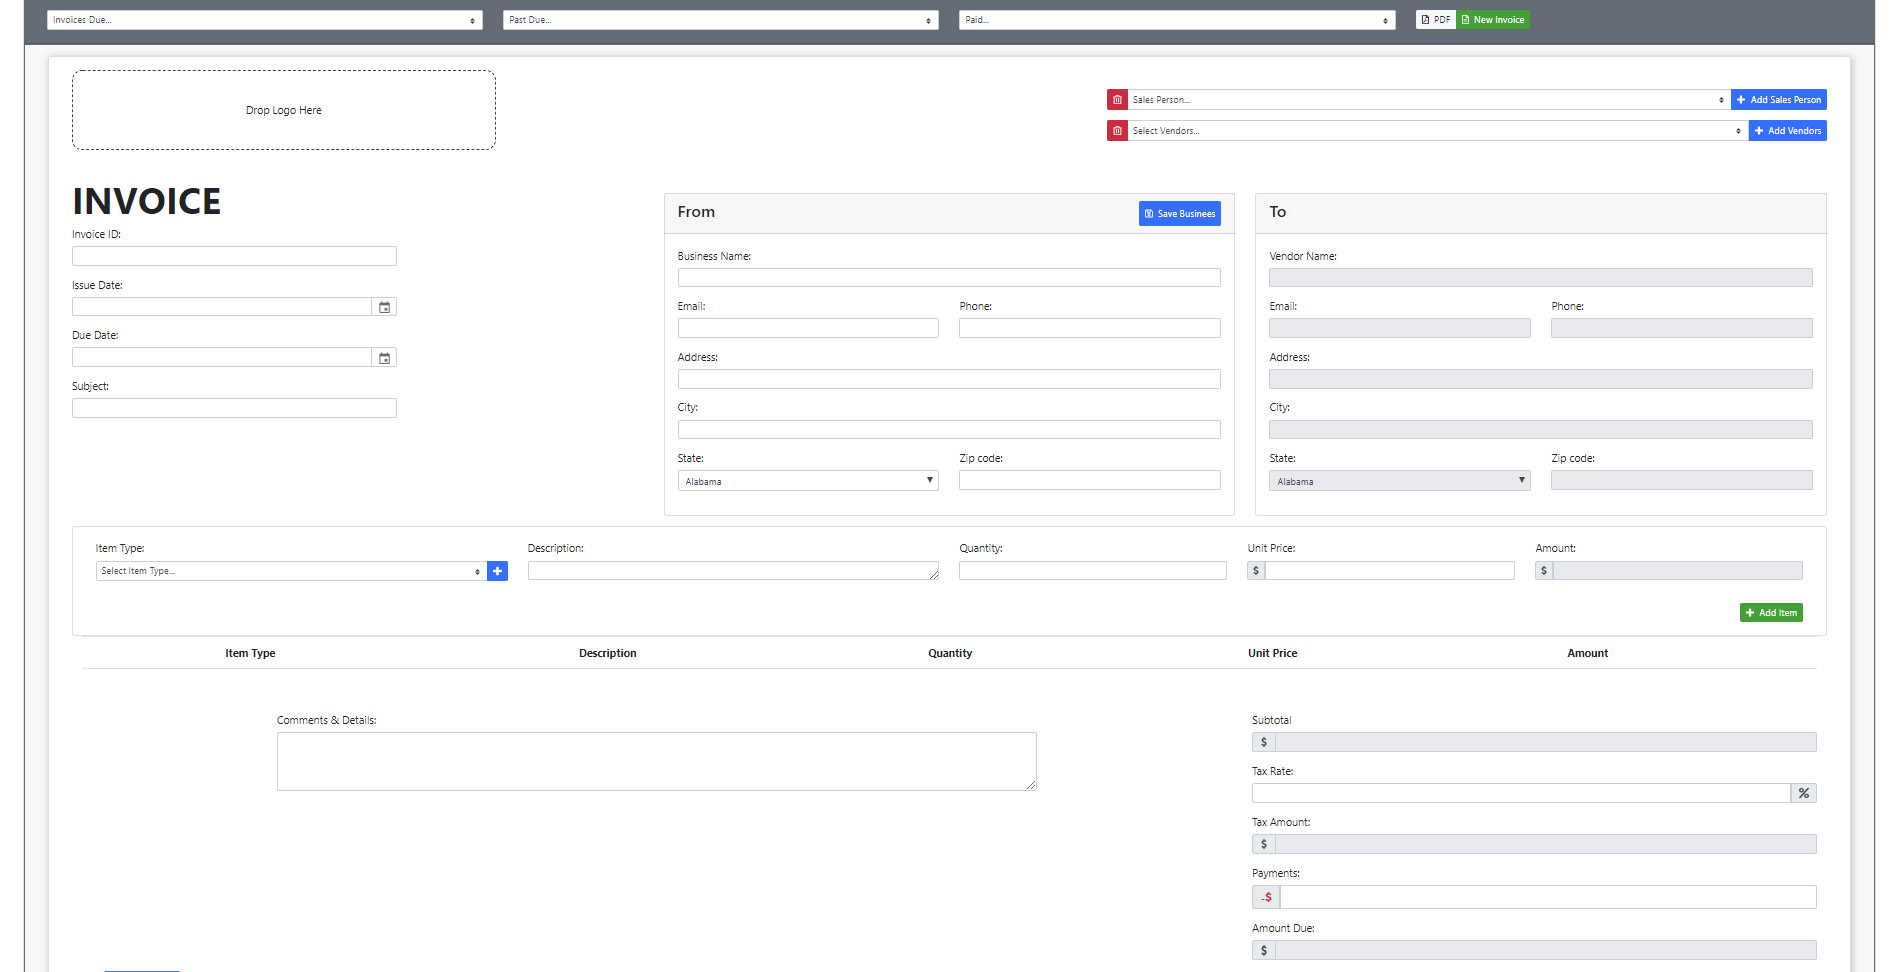 Invoices Due... Past Due... Paid... PDF New Invoice
Drop Logo Here
Sales Person... Add Sales Person
Select Vendors... Add Vendors
INVOICE
Invoice ID:
Issue Date:
Due Date:
Subject:
From Save Businees
Business Name:
Email: Phone:
Address:
City:
State: Zip code:
Alabama
To
Vendor Name:
Email: Phone:
Address:
City:
State: Zip code:
Alabama
Item Type: Description: Quantity: Unit Price: Amount:
Select Item Type... $ $
Add Item
Item Type Description Quantity Unit Price Amount
Comments & Details:
Subtotal
$
Tax Rate:
%
Tax Amount:
$
Payments:
-$
Amount Due:
$